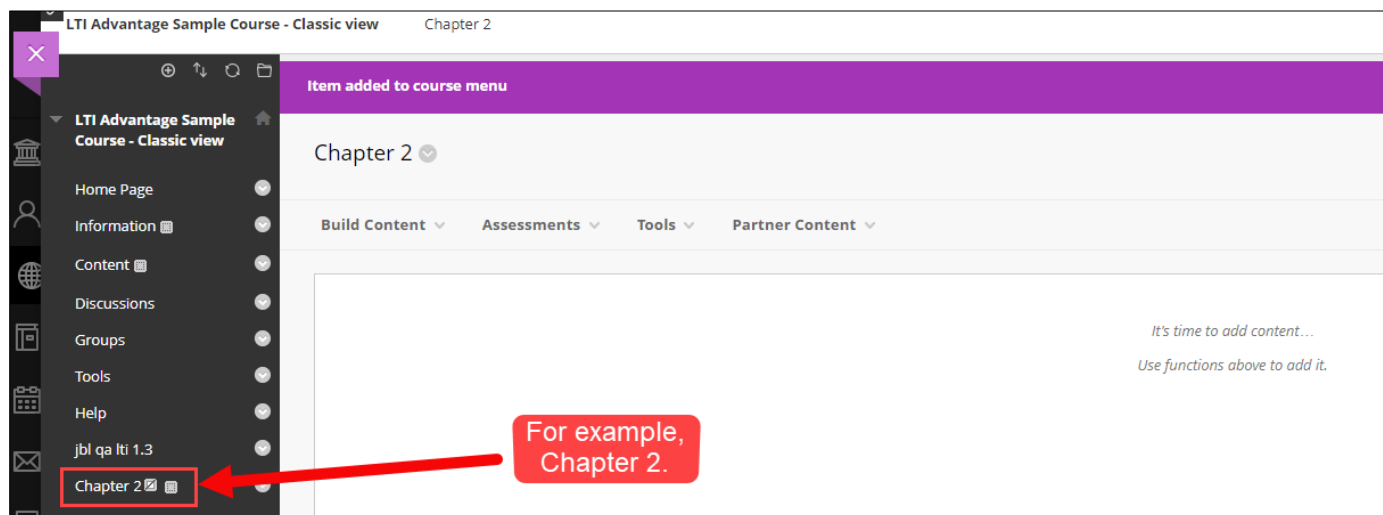 LTI Advantage Sample Course - Classic view Chapter 2
Item added to course menu
LTI Advantage Sample
Course - Classic view
Home Page
Information
Content
Discussions
Groups
Tools
Help
jbl qa lti 1.3
Chapter 2
Chapter 2
Build Content Assessments Tools Partner Content
It's time to add content...
Use functions above to add it.
For example,
Chapter 2.